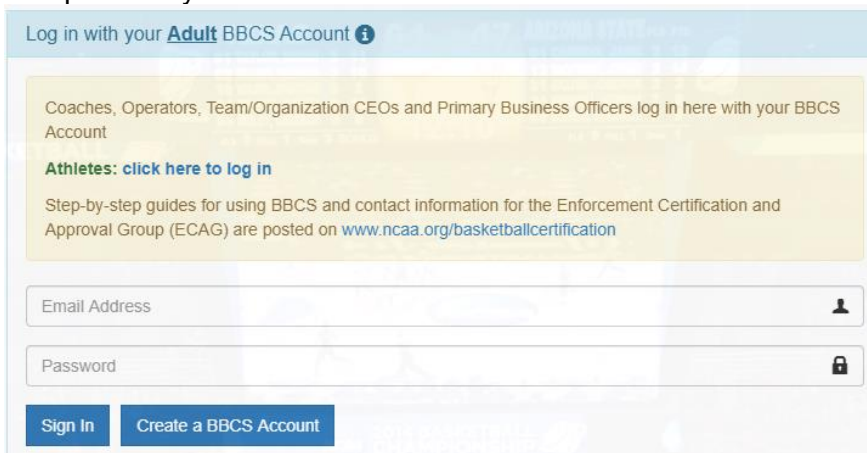 Log in with your Adult BBCS Account
Coaches, Operators, Team/Organization CEOs and Primary Business Officers log in here with your BBCS
Account
Athletes: click here to log in
Step-by-step guides for using BBCS and contact information for the Enforcement Certification and
Approval Group (ECAG) are posted on www.ncaa.org/basketballcertification
Email Address
Password
Sign In Create a BBCS Account